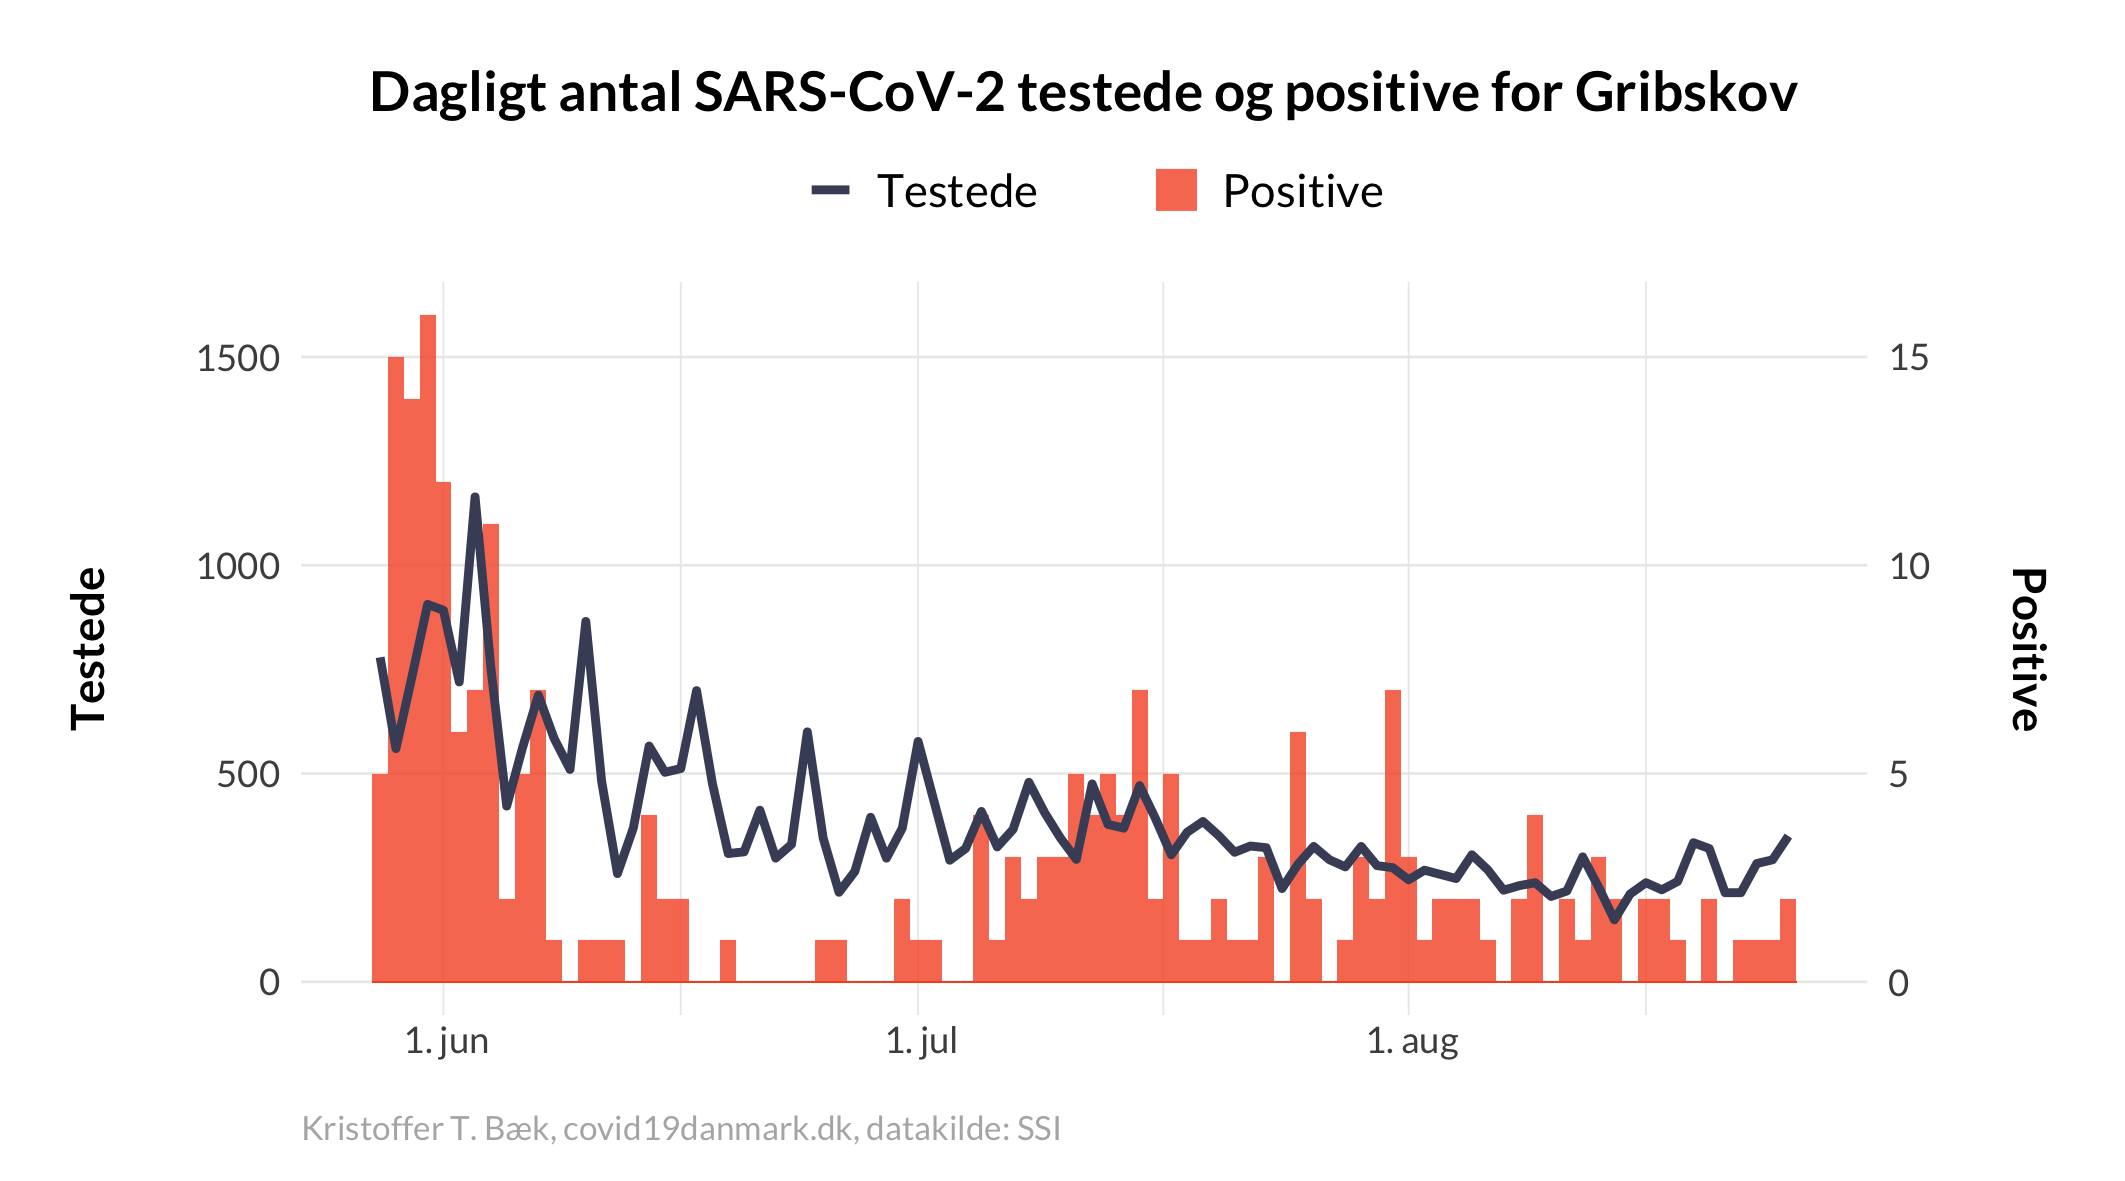 Dagligt antal SARS-CoV-2 testede og positive for Gribskov
Testede
Positive
1500
1000
500
0
15
10
5
0
Testede
Positive
1. jun
1. jul
1. aug
Kristoffer T. Bæk, covid19danmark.dk, datakilde: SSI